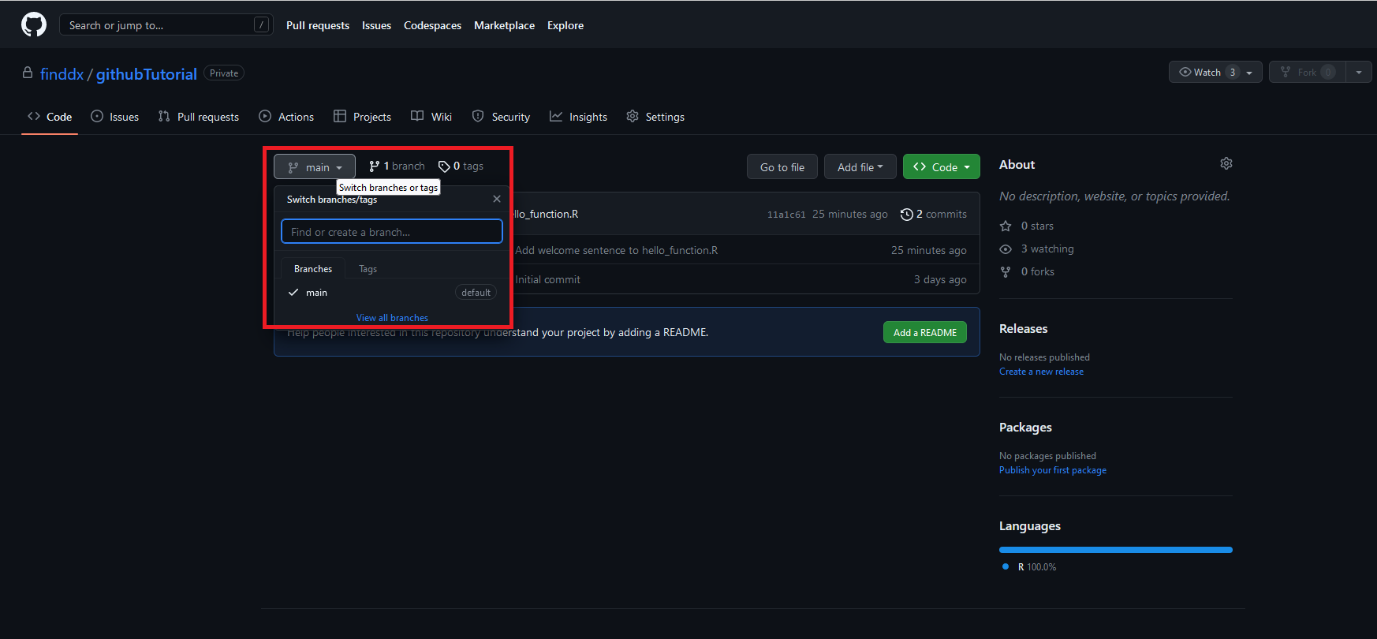 Search or jump to... / Pull requests Issues Codespaces Marketplace Explore
finddx / githubTutorial Private Watch 3 Fork 0
Code Issues Pull requests Actions Projects Wiki Security Insights Settings
main 1 branch 0 tags Go to file Add file Code
Switch branches or tags
Switch branches/tags
Find or create a branch...
Branches Tags
main default
View all branches
llo_function.R 11a1c61 25 minutes ago 2 commits
Add welcome sentence to hello_function.R 25 minutes ago
Initial commit 3 days ago
Help people interested in this repository understand your project by adding a README. Add a README
About
No description, website, or topics provided.
0 stars
3 watching
0 forks
Releases
No releases published
Create a new release
Packages
No packages published
Publish your first package
Languages
R 100.0%